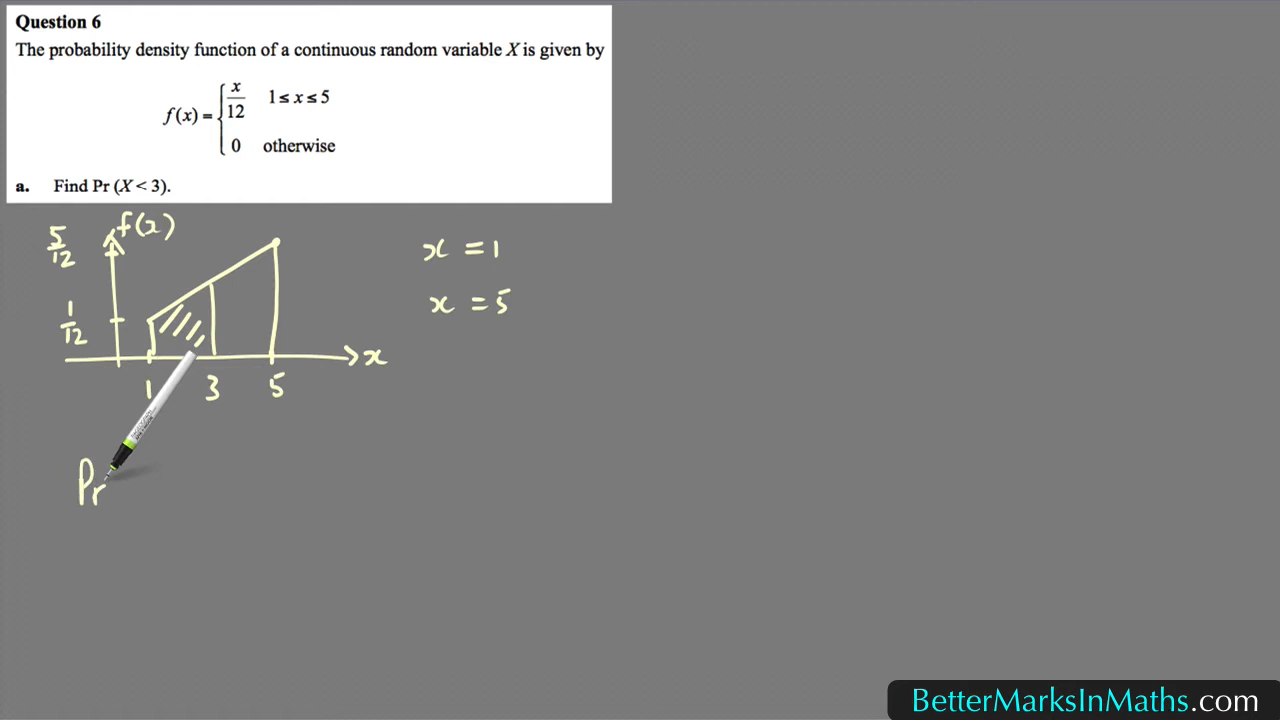 Question 6
The probability density function of a continuous random variable X is given by
f(x) = { x/12 1 ≤ x ≤ 5
0 otherwise
a. Find Pr (X < 3).
f(x)
5/12
1/12
x
1 3 5
x = 1
x = 5
Pr
BetterMarksInMaths.com